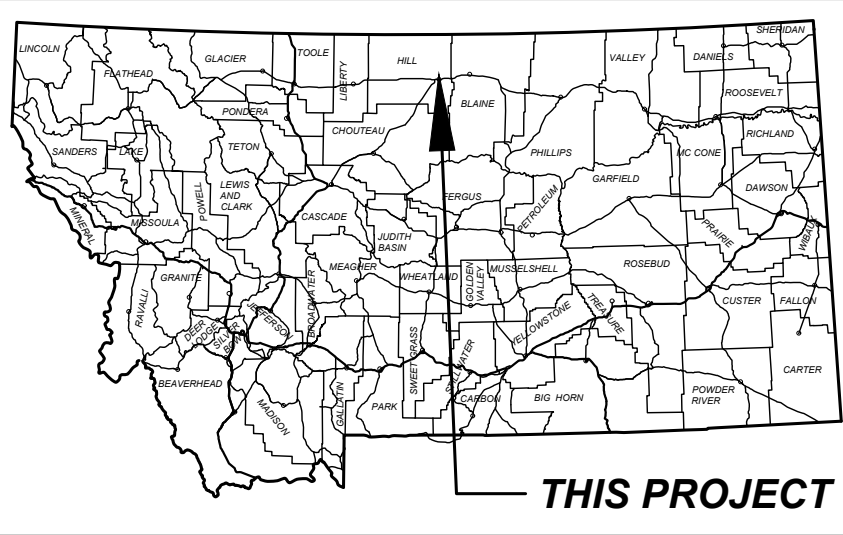 SHERIDAN
LINCOLN
GLACIER
TOOLE
HILL
VALLEY
DANIELS
FLATHEAD
LIBERTY
ROOSEVELT
BLAINE
PONDERA
CHOUTEAU
RICHLAND
SANDERS
LAKE
TETON
PHILLIPS
MC CONE
GARFIELD
DAWSON
POWELL
LEWIS
AND
CLARK
FERGUS
PETROLEUM
MINERAL
MISSOULA
CASCADE
JUDITH
BASIN
PRAIRIE
WIBAUX
MEAGHER
WHEATLAND
GOLDEN
VALLEY
MUSSELSHELL
ROSEBUD
GRANITE
RAVALLI
BROADWATER
JEFFERSON
TREASURE
CUSTER
FALLON
DEER
LODGE
SILVER
BOW
YELLOWSTONE
SWEET GRASS
STILLWATER
CARTER
BEAVERHEAD
MADISON
GALLATIN
PARK
CARBON
BIG HORN
POWDER
RIVER
THIS PROJECT